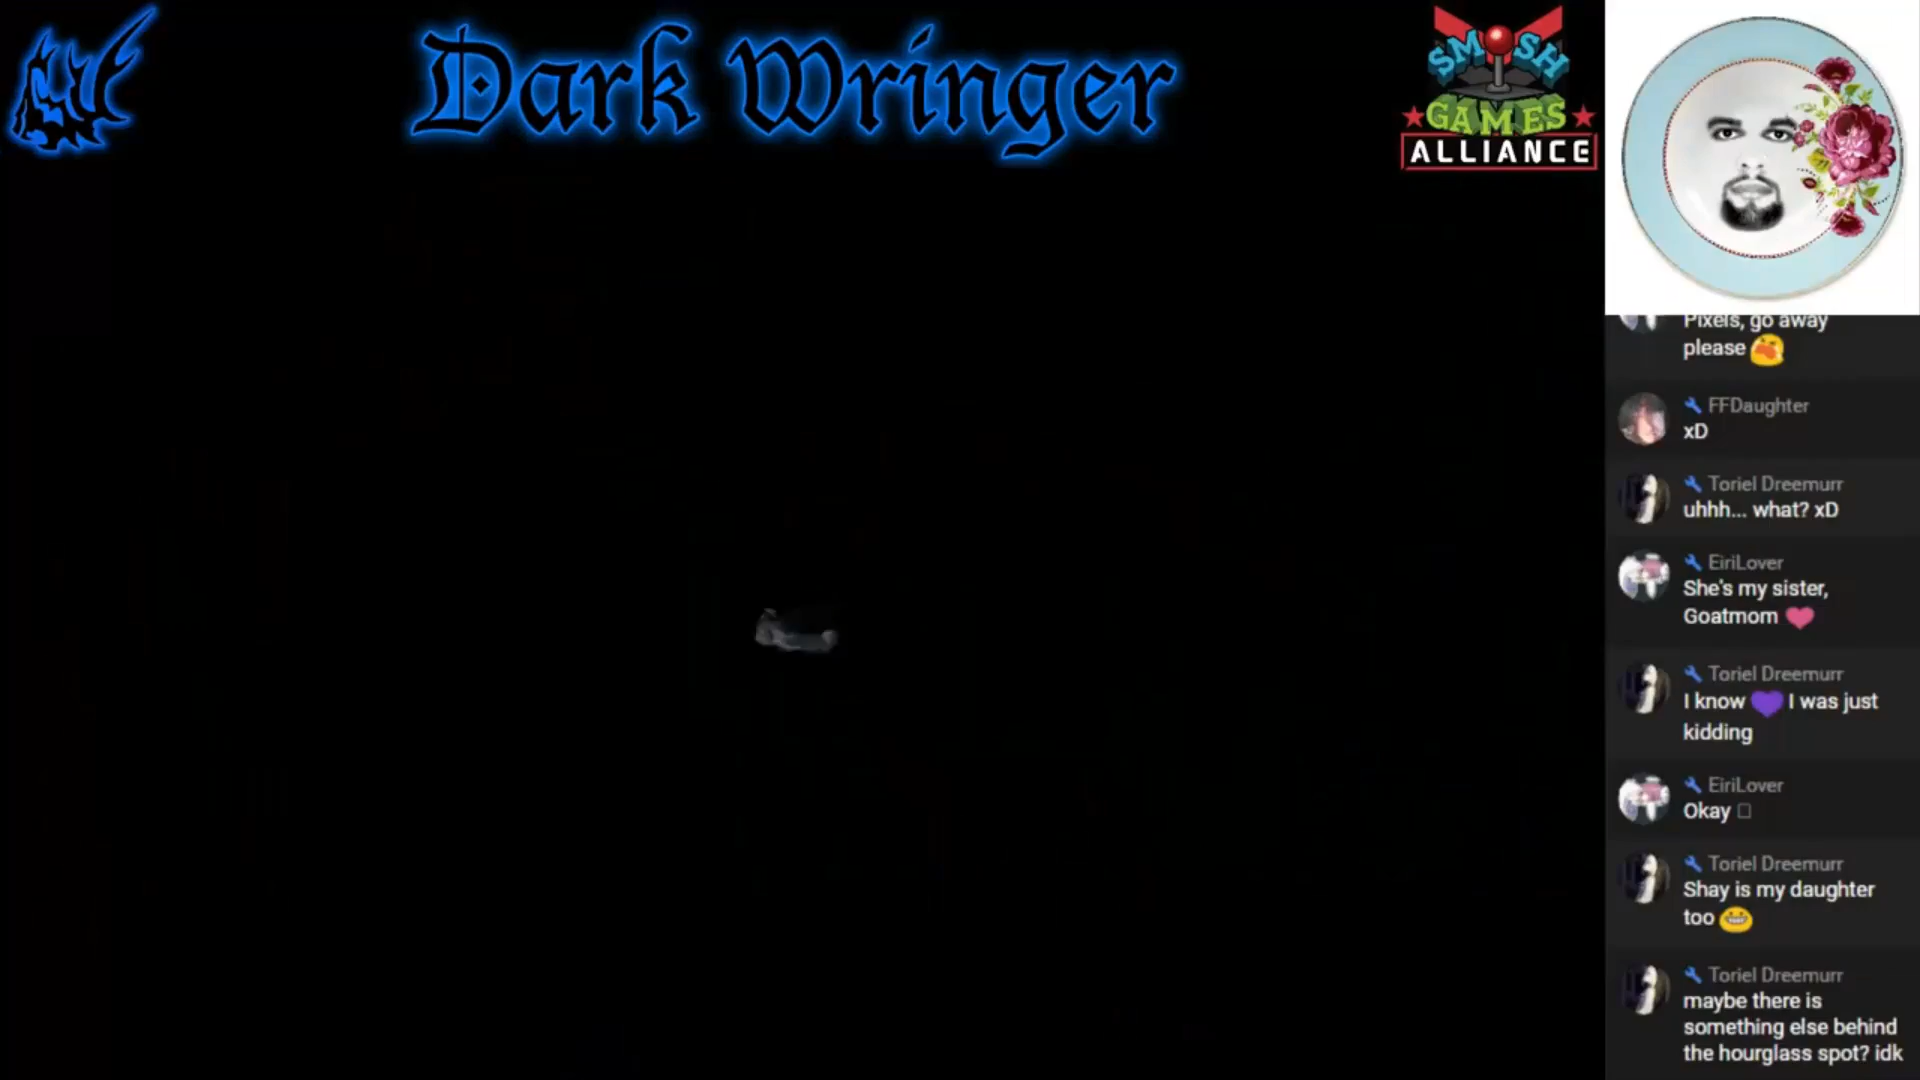 Dark Wringer
SMOSH
GAMES
ALLIANCE
Pixels, go away
please
FFDaughter
xD
Toriel Dreemurr
uhhh... what? xD
EiriLover
She's my sister,
Goatmom
Toriel Dreemurr
I know I was just
kidding
EiriLover
Okay
Toriel Dreemurr
Shay is my daughter
too
Toriel Dreemurr
maybe there is
something else behind
the hourglass spot? idk